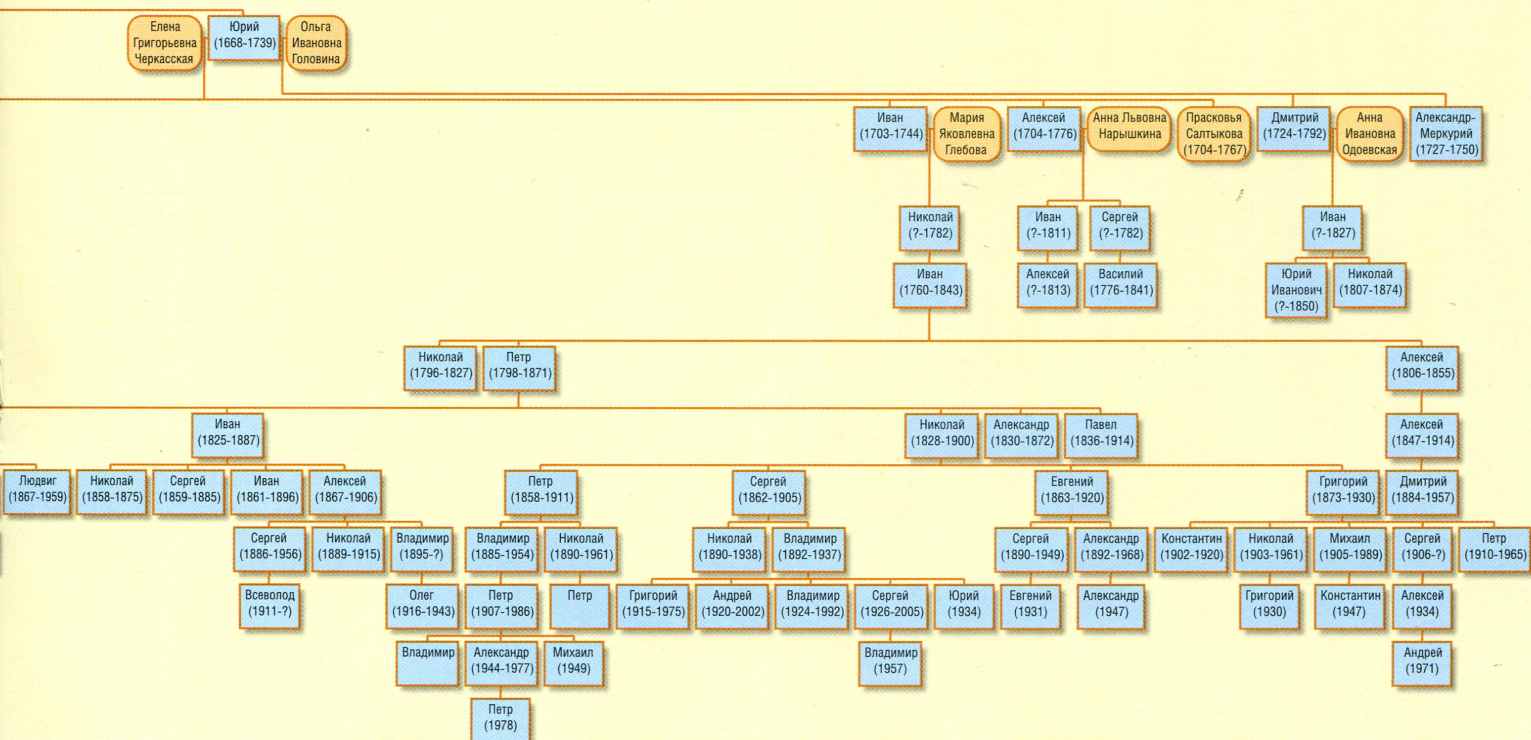 Елена
Григорьевна
Черкасская
Юрий
(1668-1739)
Ольга
Ивановна
Головина
Иван
(1703-1744)
Мария
Яковлевна
Глебова
Алексей
(1704-1776)
Анна Львовна
Нарышкина
Прасковья
Салтыкова
(1704-1767)
Дмитрий
(1724-1792)
Анна
Ивановна
Одоевская
Александр-
Меркурий
(1727-1750)
Николай
(?-1782)
Иван
(?-1811)
Сергей
(?-1782)
Иван
(?-1827)
Иван
(1760-1843)
Алексей
(?-1813)
Василий
(1776-1841)
Юрий
Иванович
(?-1850)
Николай
(1807-1874)
Николай
(1796-1827)
Петр
(1798-1871)
Алексей
(1806-1855)
Иван
(1825-1887)
Николай
(1828-1900)
Александр
(1830-1872)
Павел
(1836-1914)
Алексей
(1847-1914)
Людвиг
(1867-1959)
Николай
(1858-1875)
Сергей
(1859-1885)
Иван
(1861-1896)
Алексей
(1867-1906)
Петр
(1858-1911)
Сергей
(1862-1905)
Евгений
(1863-1920)
Григорий
(1873-1930)
Дмитрий
(1884-1957)
Сергей
(1886-1956)
Николай
(1889-1915)
Владимир
(1895-?)
Владимир
(1885-1954)
Николай
(1890-1961)
Николай
(1890-1938)
Владимир
(1892-1937)
Сергей
(1890-1949)
Александр
(1892-1968)
Константин
(1902-1920)
Николай
(1903-1961)
Михаил
(1905-1989)
Сергей
(1906-?)
Петр
(1910-1965)
Всеволод
(1911-?)
Олег
(1916-1943)
Петр
(1907-1986)
Петр
Григорий
(1915-1975)
Андрей
(1920-2002)
Владимир
(1924-1992)
Сергей
(1926-2005)
Юрий
(1934)
Евгений
(1931)
Александр
(1947)
Григорий
(1930)
Константин
(1947)
Алексей
(1934)
Владимир
Александр
(1944-1977)
Михаил
(1949)
Владимир
(1957)
Андрей
(1971)
Петр
(1978)